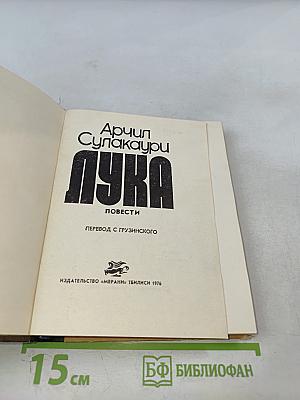 Арчил
Сулакаури
ЛУКА
ПОВЕСТИ
ПЕРЕВОД С ГРУЗИНСКОГО
ИЗДАТЕЛЬСТВО «МЕРАНИ» ТБИЛИСИ 1976
15 см
БФ БИБЛИОФАН